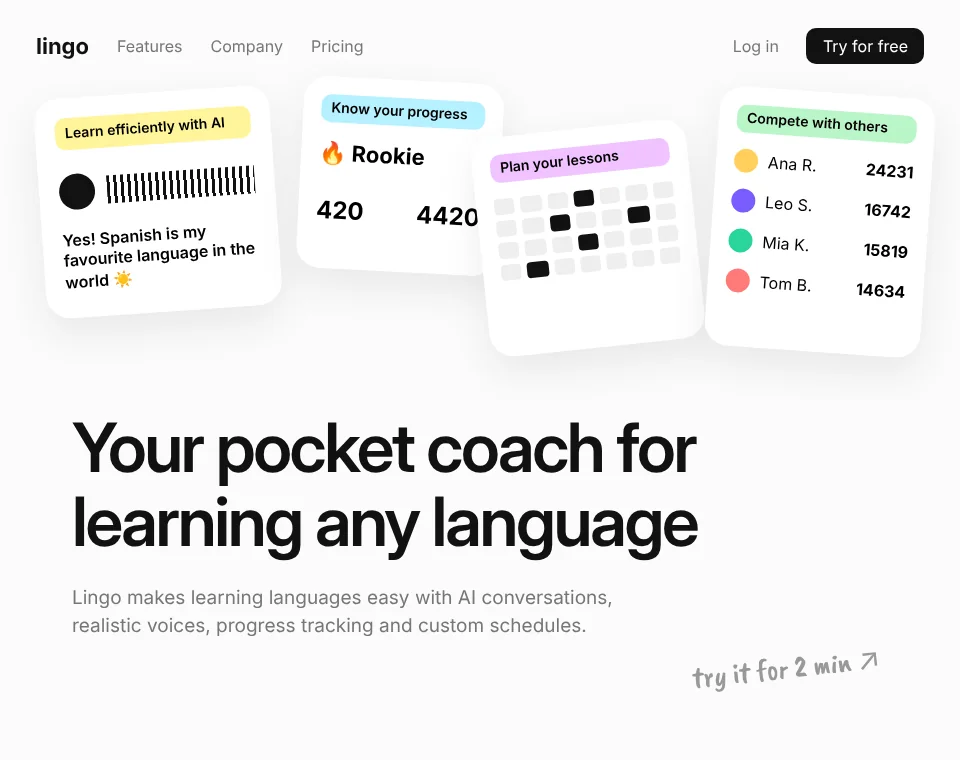 lingo Features Company Pricing Log in Try for free
Learn efficiently with AI
Yes! Spanish is my
favourite language in the
world ☀️
Know your progress
🔥 Rookie
420 4420
Plan your lessons
Compete with others
Ana R. 24231
Leo S. 16742
Mia K. 15819
Tom B. 14634
Your pocket coach for
learning any language
Lingo makes learning languages easy with AI conversations,
realistic voices, progress tracking and custom schedules.
try it for 2 min ↗